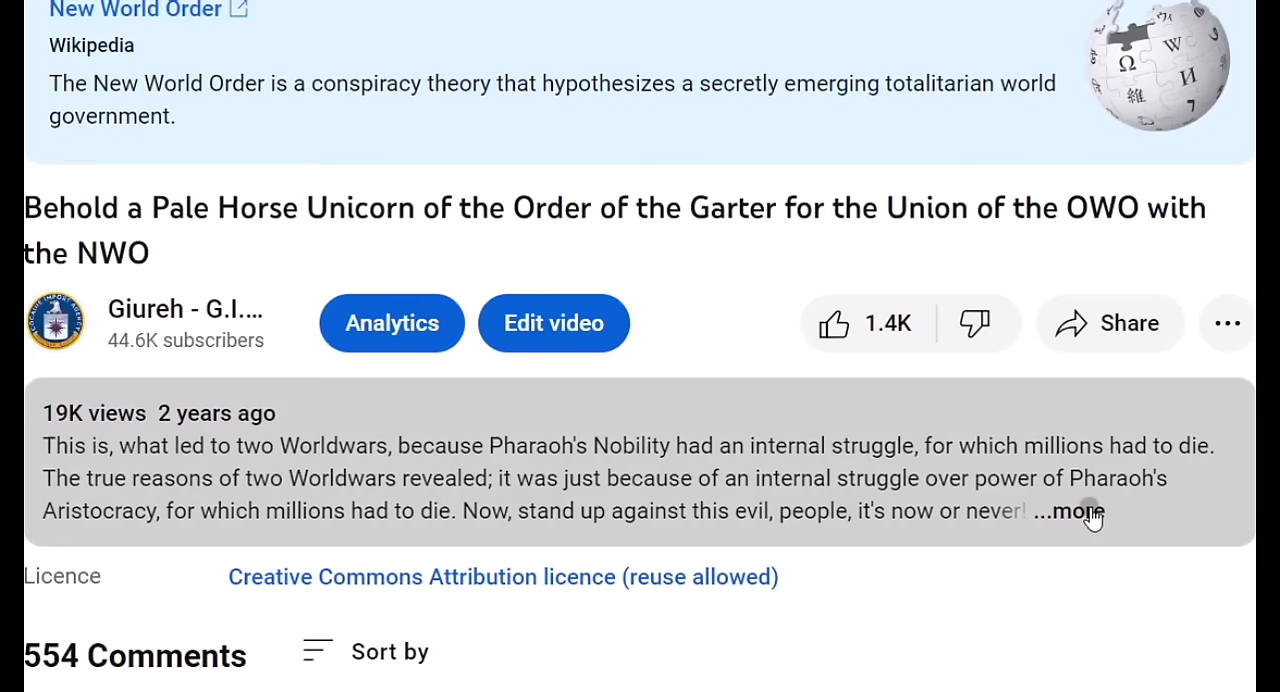 New World Order
Wikipedia
The New World Order is a conspiracy theory that hypothesizes a secretly emerging totalitarian world
government.
Ω W И 維 7
Behold a Pale Horse Unicorn of the Order of the Garter for the Union of the OWO with
the NWO
COCAINE IMPORT AGENCY
Giureh - G.I....
44.6K subscribers
Analytics
Edit video
1.4K
Share
19K views 2 years ago
This is, what led to two Worldwars, because Pharaoh's Nobility had an internal struggle, for which millions had to die.
The true reasons of two Worldwars revealed; it was just because of an internal struggle over power of Pharaoh's
Aristocracy, for which millions had to die. Now, stand up against this evil, people, it's now or never! ...more
Licence
Creative Commons Attribution licence (reuse allowed)
554 Comments
Sort by